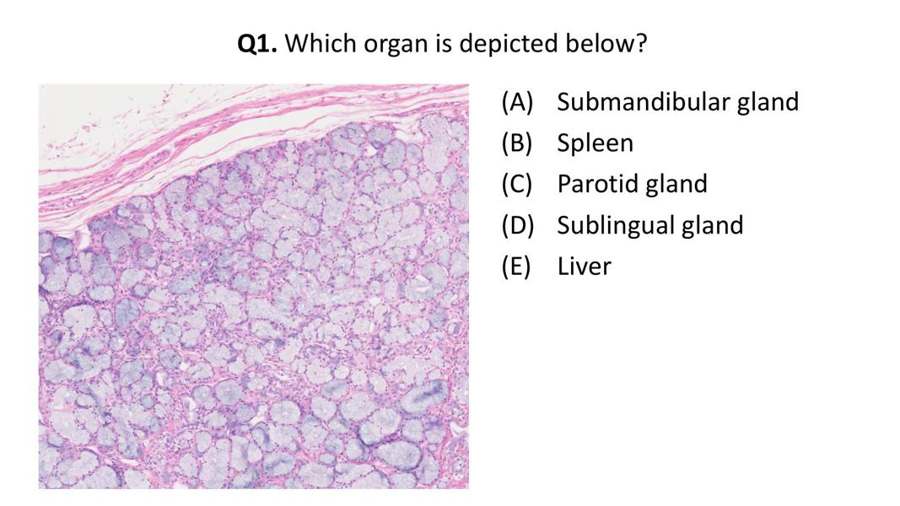 Q1. Which organ is depicted below?
(A) Submandibular gland
(B) Spleen
(C) Parotid gland
(D) Sublingual gland
(E) Liver